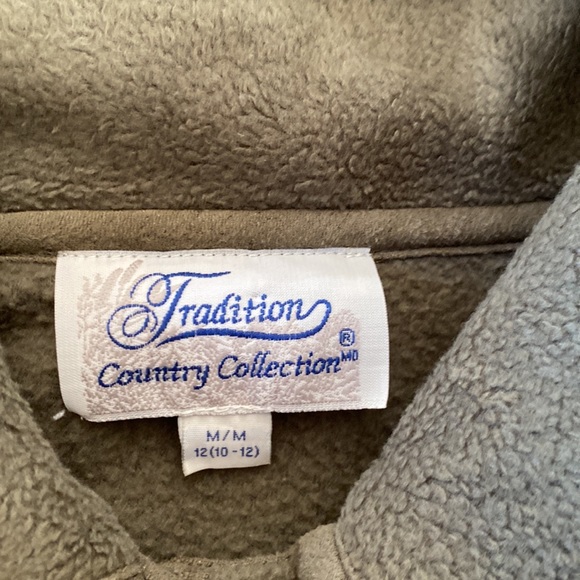 Tradition
®
Country Collection MD
M/M
12(10-12)